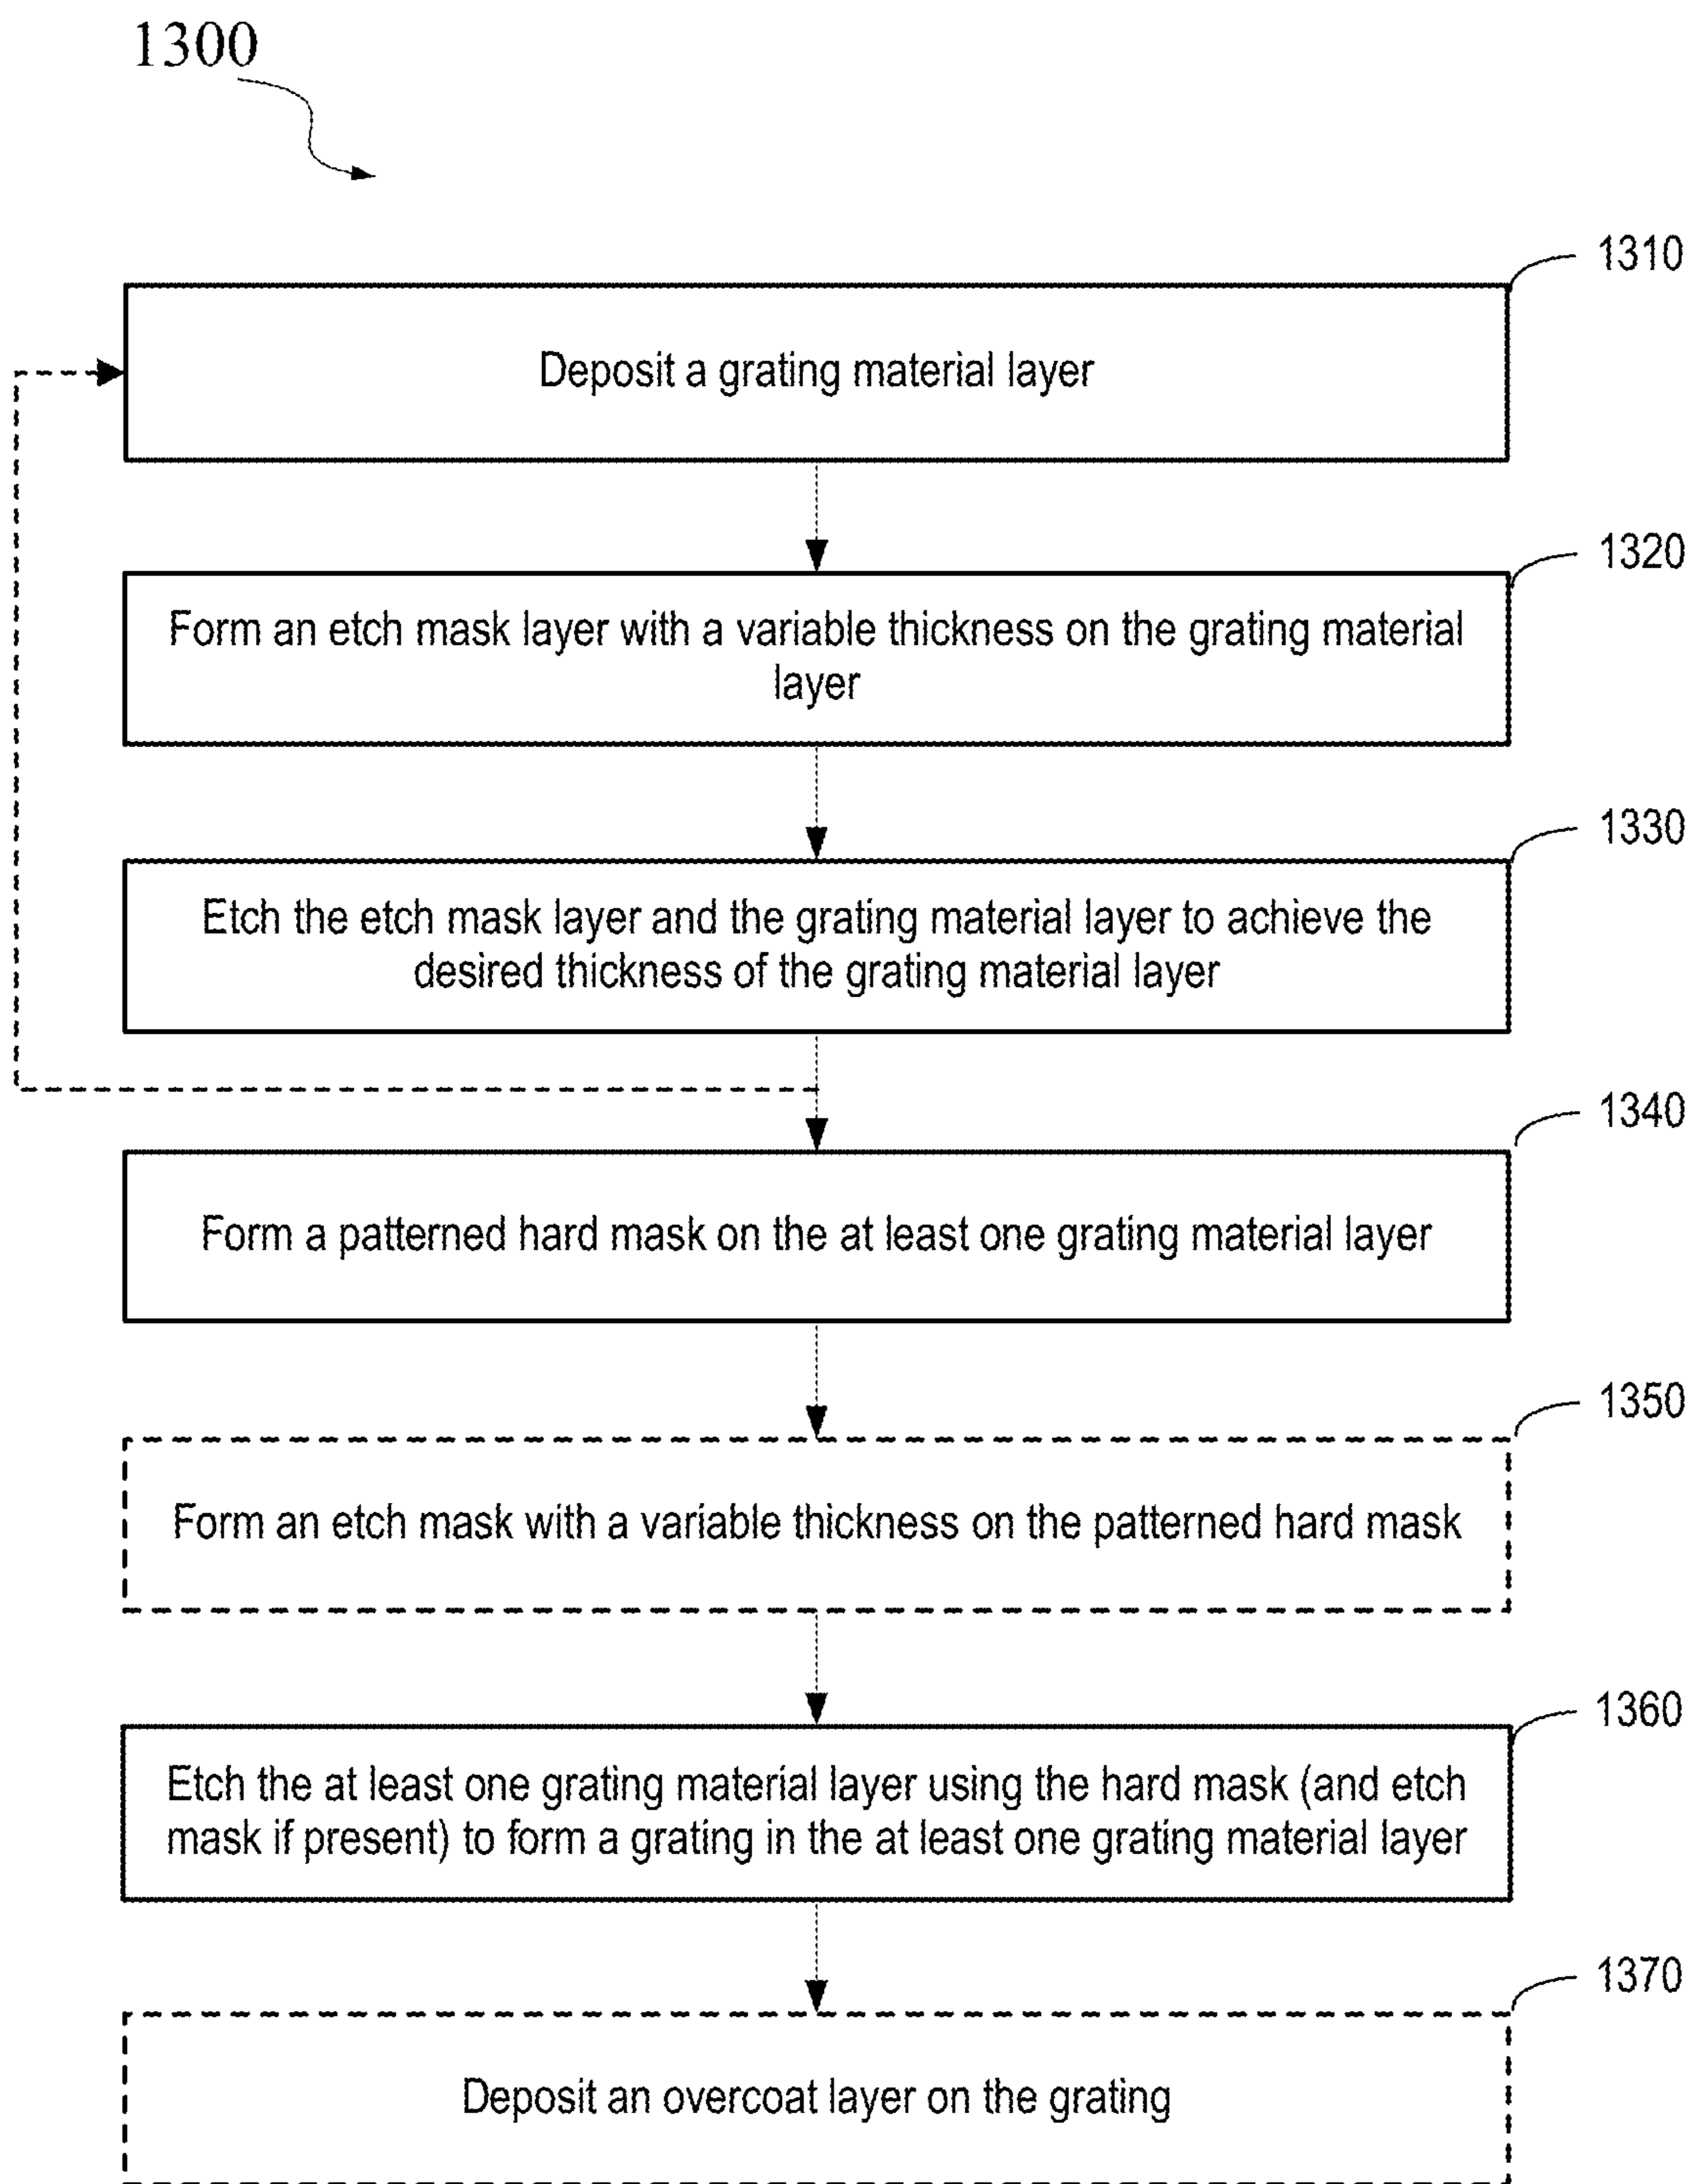 1300
1310
Deposit a grating material layer
1320
Form an etch mask layer with a variable thickness on the grating material
layer
1330
Etch the etch mask layer and the grating material layer to achieve the
desired thickness of the grating material layer
1340
Form a patterned hard mask on the at least one grating material layer
1350
Form an etch mask with a variable thickness on the patterned hard mask
1360
Etch the at least one grating material layer using the hard mask (and etch
mask if present) to form a grating in the at least one grating material layer
1370
Deposit an overcoat layer on the grating